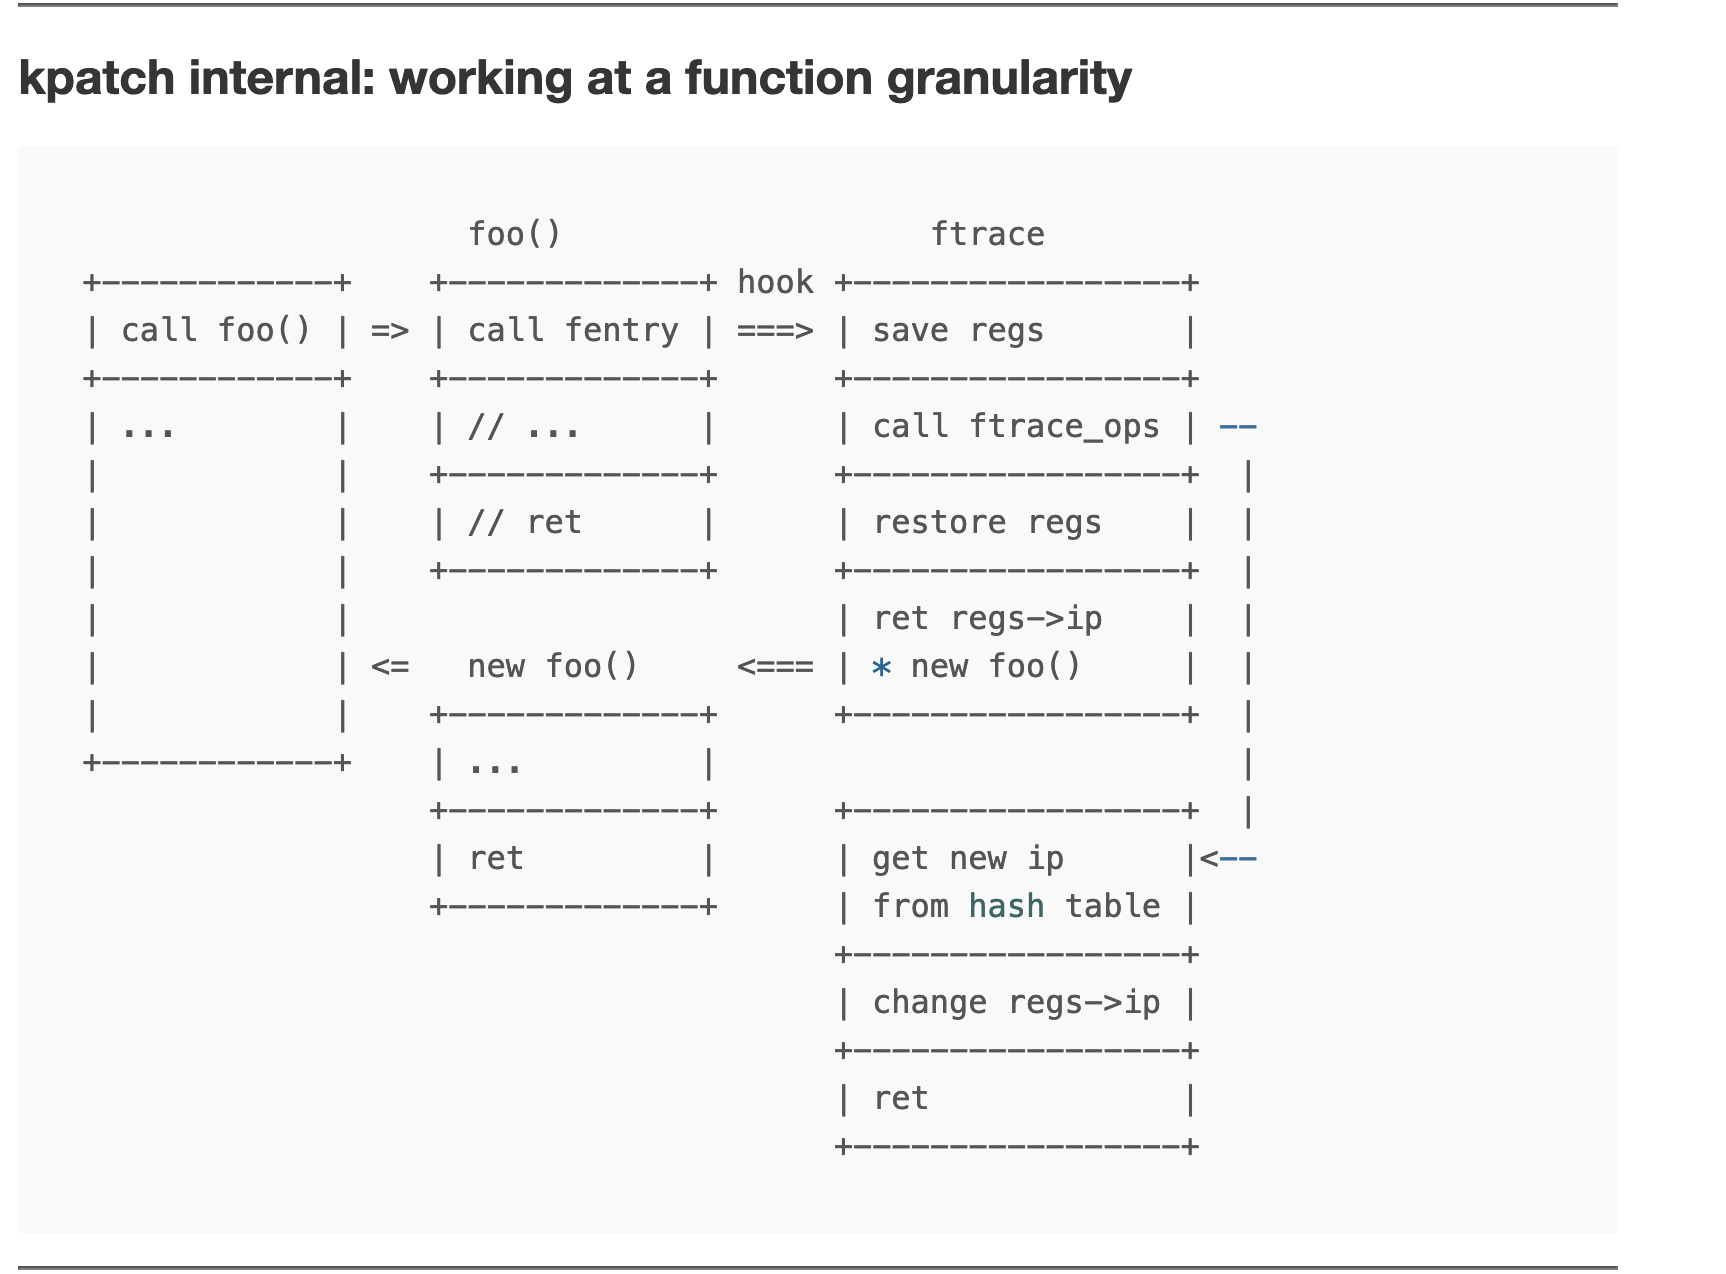 kpatch internal: working at a function granularity
                    foo()                   ftrace
+-------------+    +--------------+ hook +-----------------+
| call foo() | => | call fentry | ===> | save regs       |
+-------------+    +--------------+      +-----------------+
| ...        |    | // ...      |      | call ftrace_ops | --
|            |    +-------------+      +-----------------+  |
|            |    | // ret      |      | restore regs    |  |
|            |    +-------------+      +-----------------+  |
|            |                         | ret regs->ip    |  |
|            | <=   new foo()     <=== | * new foo()     |  |
|            |    +-------------+      +-----------------+  |
+------------+    | ...         |                           |
                  +-------------+      +-----------------+  |
                  | ret         |      | get new ip      |<--
                  +-------------+      | from hash table |
                                       +-----------------+
                                       | change regs->ip |
                                       +-----------------+
                                       | ret             |
                                       +-----------------+